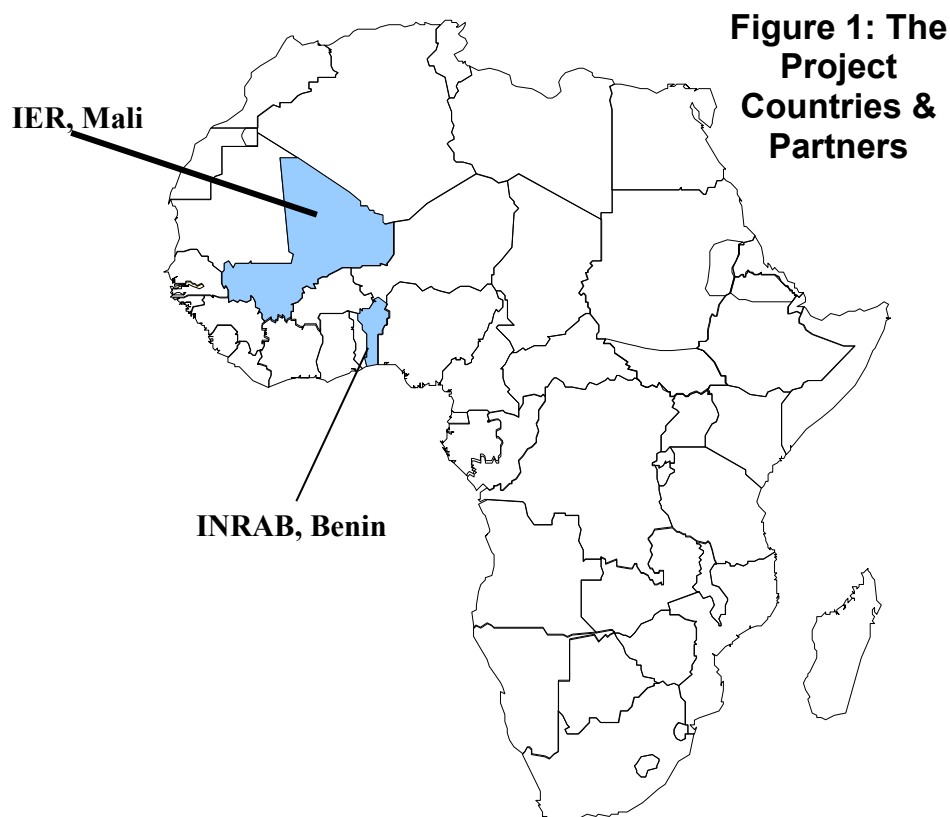 Figure 1: The
Project
Countries &
Partners
IER, Mali
INRAB, Benin